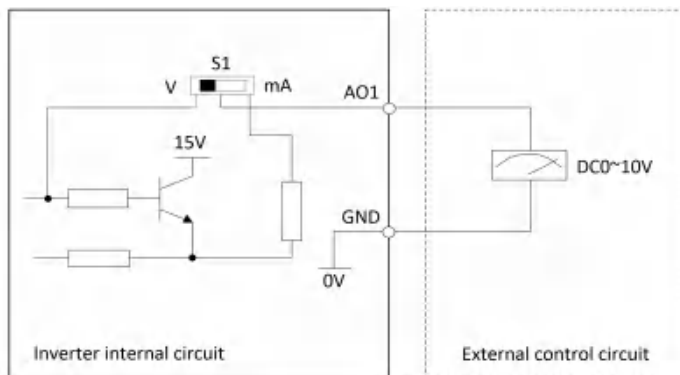 S1
V
mA
AO1
15V
DC0~10V
GND
0V
Inverter internal circuit
External control circuit